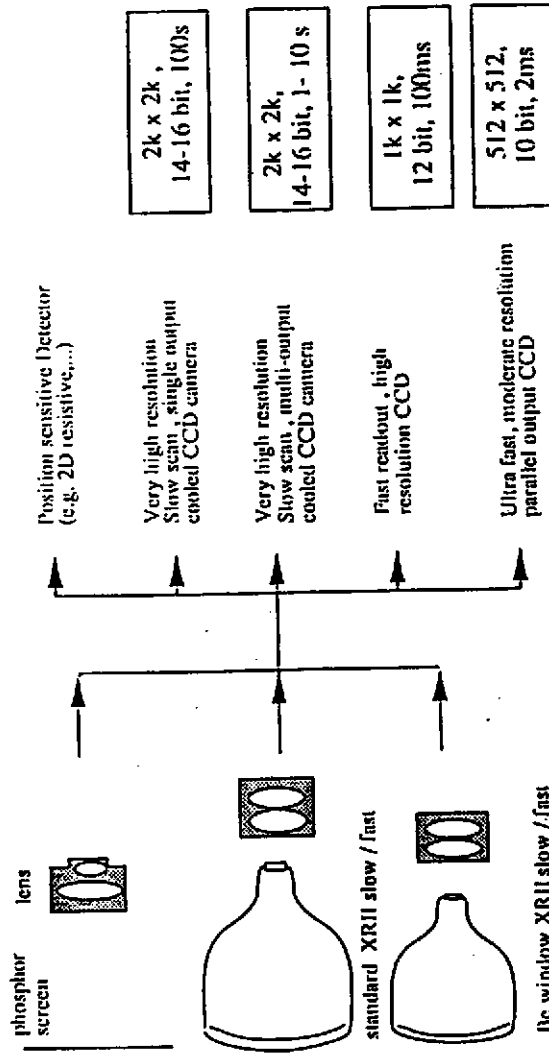 phosphor
screen
lens
standard XRII slow / fast
window XRII slow / fast
Position sensitive Detector
(e.g. 2D resistive,...)
Very high resolution
Slow scan , single output
cooled CCD camera
Very high resolution
Slow scan , multi-output
cooled CCD camera
Fast readout , high
resolution CCD
Ultra fast, moderate resolution
parallel output CCD
2k x 2k ,
14-16 bit, 100s
2k x 2k,
14-16 bit, 1- 10 s
1k x 1k,
12 bit, 100ms
512 x 512,
10 bit, 2ms